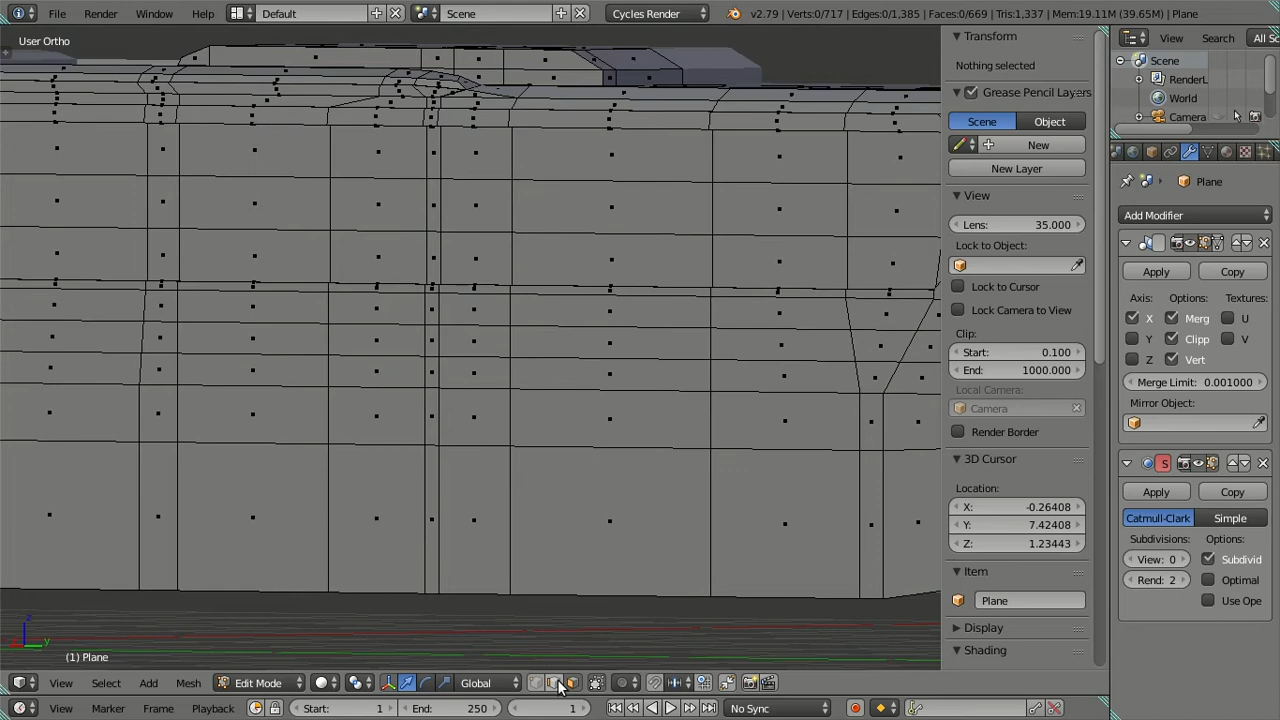 File Render Window Help Default Scene Cycles Render v2.79 | Verts:0/717 | Edges:0/1,385 | Faces:0/669 | Tris:1,337 | Mem:19.11M (39.65M) | Plane
User Ortho
(1) Plane
View Select Add Mesh Edit Mode Global
View Marker Frame Playback Start: 1 End: 250 1 No Sync
Transform
Nothing selected
Grease Pencil Layers
Scene Object
New
New Layer
View
Lens: 35.000
Lock to Object:
Lock to Cursor
Lock Camera to View
Clip:
Start: 0.100
End: 1000.000
Local Camera:
Camera
Render Border
3D Cursor
Location:
X: -0.26408
Y: 7.42408
Z: 1.23443
Item
Plane
Display
Shading
View Search All Sc
Scene
RenderL
World
Camera
Plane
Add Modifier
Apply Copy
Axis: Options: Textures:
X Merg U
Y Clipp V
Z Vert
Merge Limit: 0.001000
Mirror Object:
S
Apply Copy
Catmull-Clark Simple
Subdivisions: Options:
View: 0 Subdivid
Rend: 2 Optimal
Use Ope